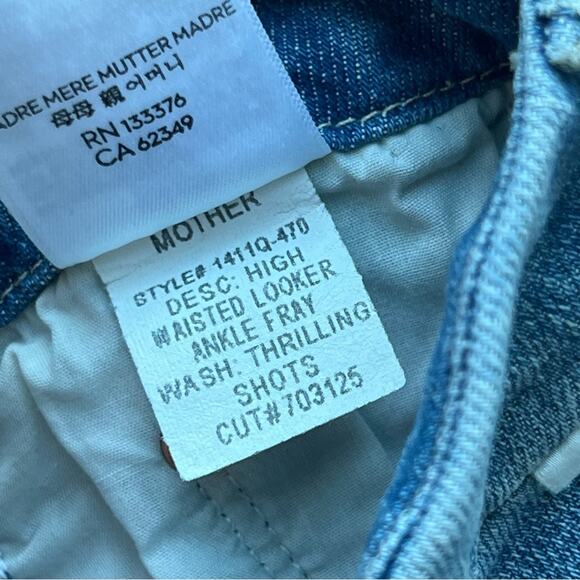 ADRE MERE MUTTER MADRE
母母 親 어머니
RN 133376
CA 62349
MOTHER
STYLE# 1411Q-470
DESC: HIGH
WAISTED LOOKER
ANKLE FRAY
WASH: THRILLING
SHOTS
CUT#703125